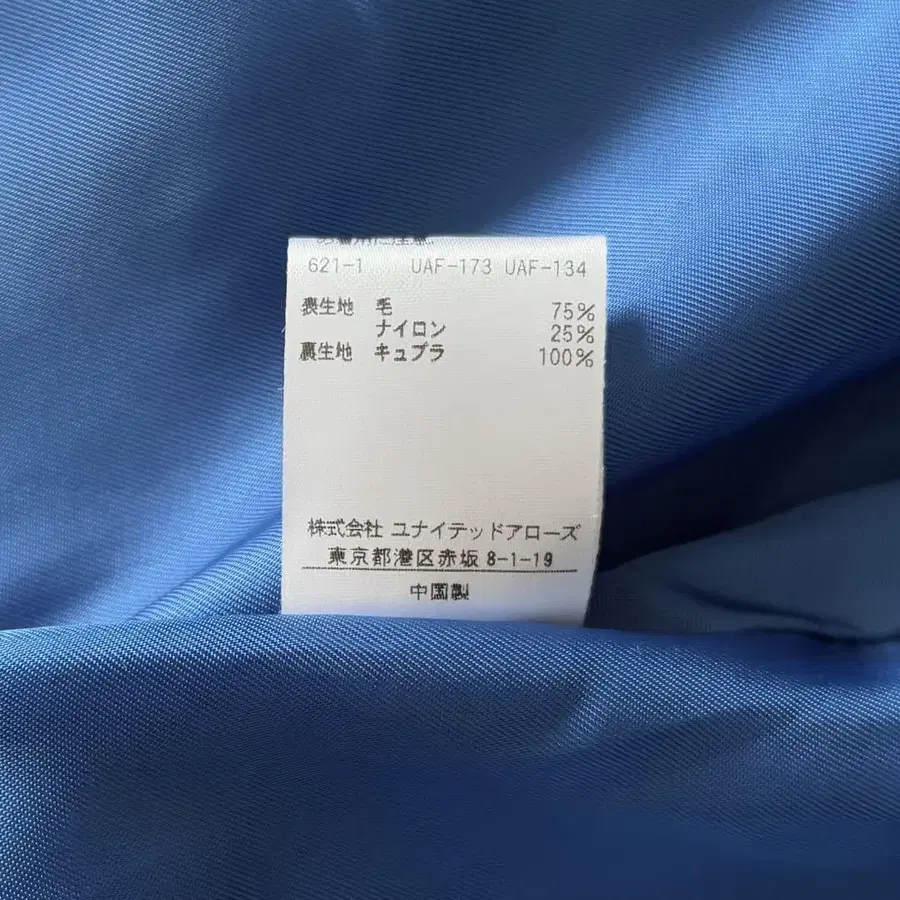 621-1 UAF-173 UAF-134
表生地 毛 75%
ナイロン 25%
裏生地 キュプラ 100%
株式会社 ユナイテッドアローズ
東京都港区赤坂 8-1-19
中国製